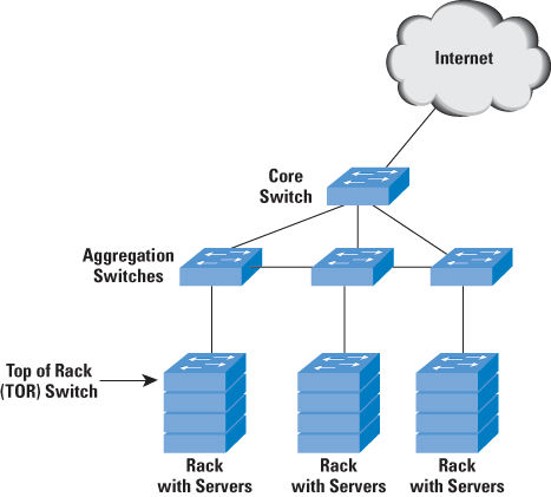 Internet
Core
Switch
Aggregation
Switches
Top of Rack
(TOR) Switch
Rack
with Servers
Rack
with Servers
Rack
with Servers